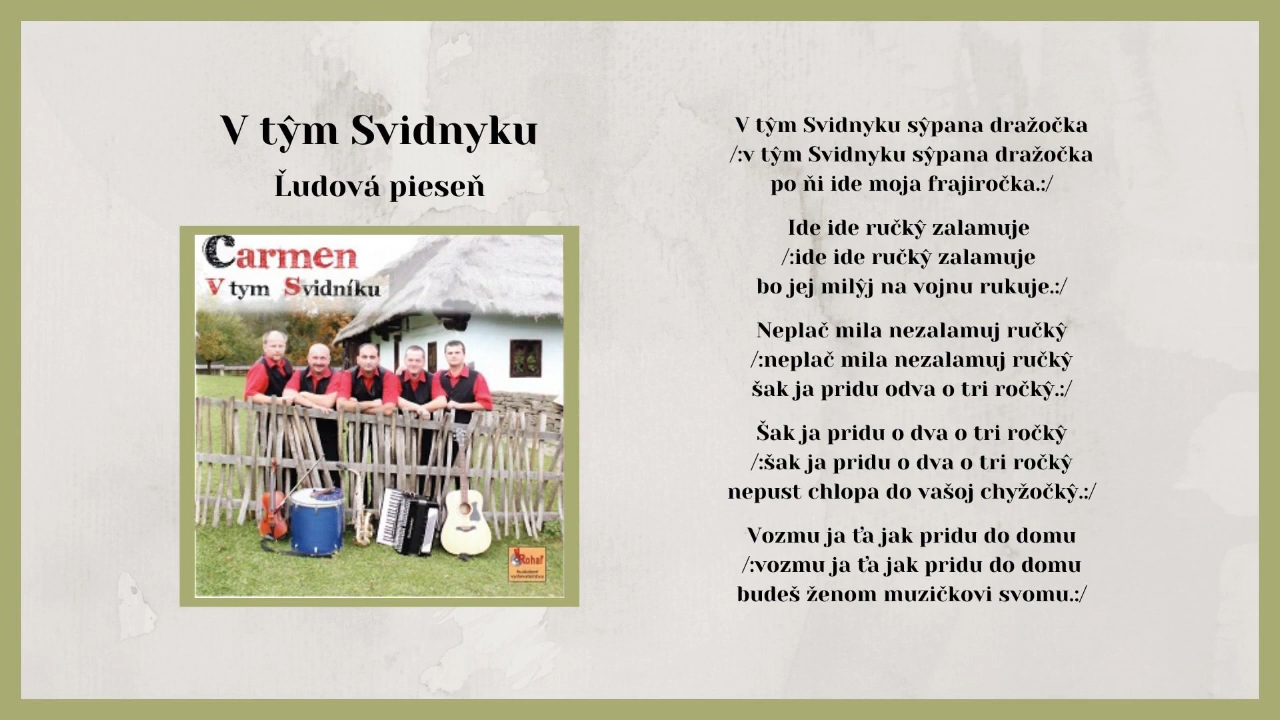 V tŷm Svidnyku
Ľudová pieseň
Carmen
V tym Svidníku
Rohaľ
V tŷm Svidnyku sŷpana dražočka
/:v tŷm Svidnyku sŷpana dražočka
po ňi ide moja frajiročka.:/
Ide ide ručkŷ zalamuje
/:ide ide ručkŷ zalamuje
bo jej milŷj na vojnu rukuje.:/
Neplač mila nezalamuj ručkŷ
/:neplač mila nezalamuj ručkŷ
šak ja pridu odva o tri ročkŷ.:/
Šak ja pridu o dva o tri ročkŷ
/:šak ja pridu o dva o tri ročkŷ
nepust chlopa do vašoj chyžočkŷ.:/
Vozmu ja ťa jak pridu do domu
/:vozmu ja ťa jak pridu do domu
budeš ženom muzičkovi svomu.:/